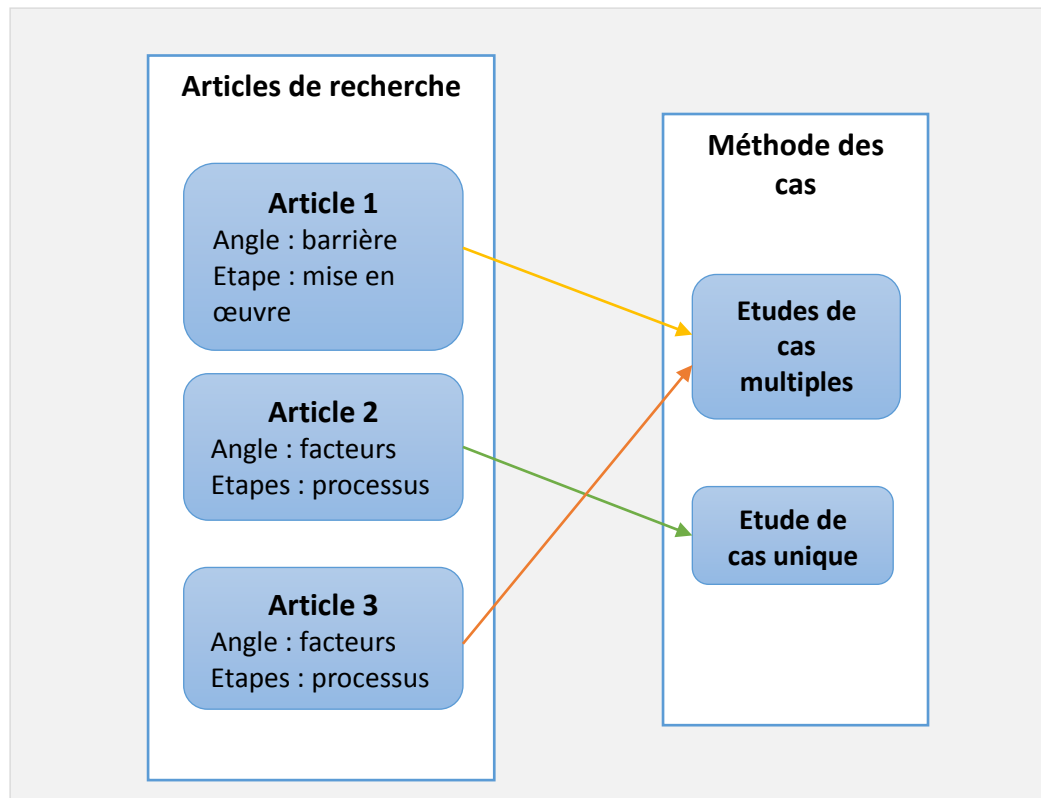 Articles de recherche
Article 1
Angle : barrière
Etape : mise en
œuvre
Article 2
Angle : facteurs
Etapes : processus
Article 3
Angle : facteurs
Etapes : processus
Méthode des
cas
Etudes de
cas
multiples
Etude de
cas unique